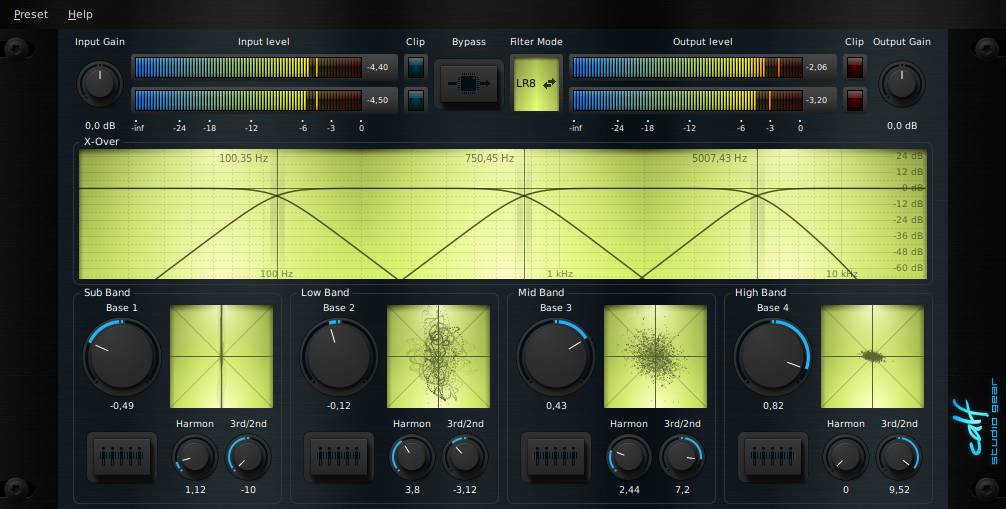 Preset Help
Input Gain Input level Clip Bypass Filter Mode Output level Clip Output Gain
-4,40 -2,06
LR8
-4,50 -3,20
0,0 dB -inf -24 -18 -12 -6 -3 0 -inf -24 -18 -12 -6 -3 0 0,0 dB
X-Over
100,35 Hz 750,45 Hz 5007,43 Hz 24 dB
12 dB
0 dB
-12 dB
-24 dB
-36 dB
-48 dB
-60 dB
100 Hz 1 kHz 10 kHz
Sub Band Low Band Mid Band High Band
Base 1 Base 2 Base 3 Base 4
-0,49 -0,12 0,43 0,82
Harmon 3rd/2nd Harmon 3rd/2nd Harmon 3rd/2nd Harmon 3rd/2nd
1,12 -10 3,8 -3,12 2,44 7,2 0 9,52
calf
studio gear